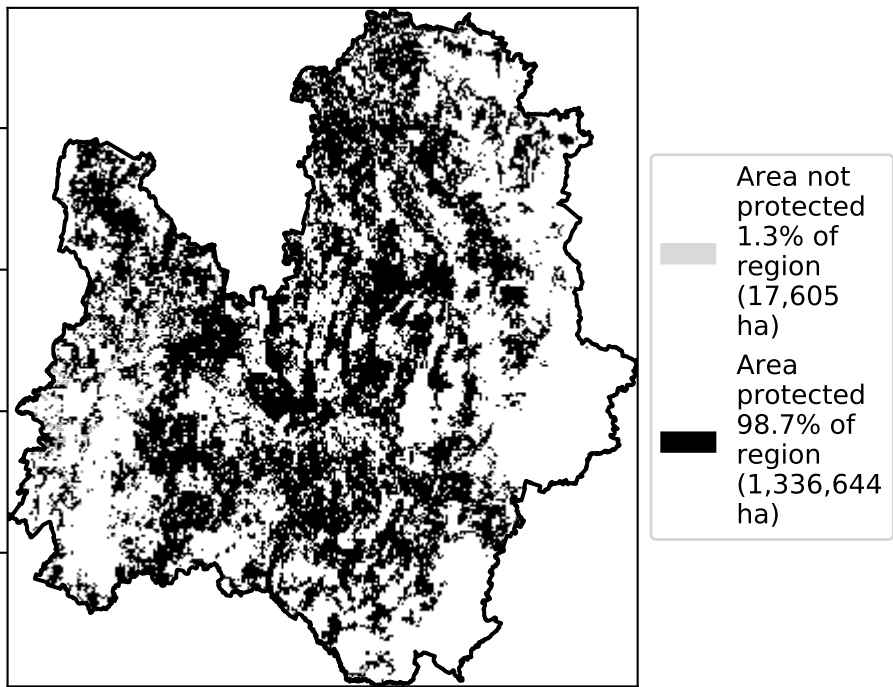 Area not
protected
1.3% of
region
(17,605
ha)
Area
protected
98.7% of
region
(1,336,644
ha)